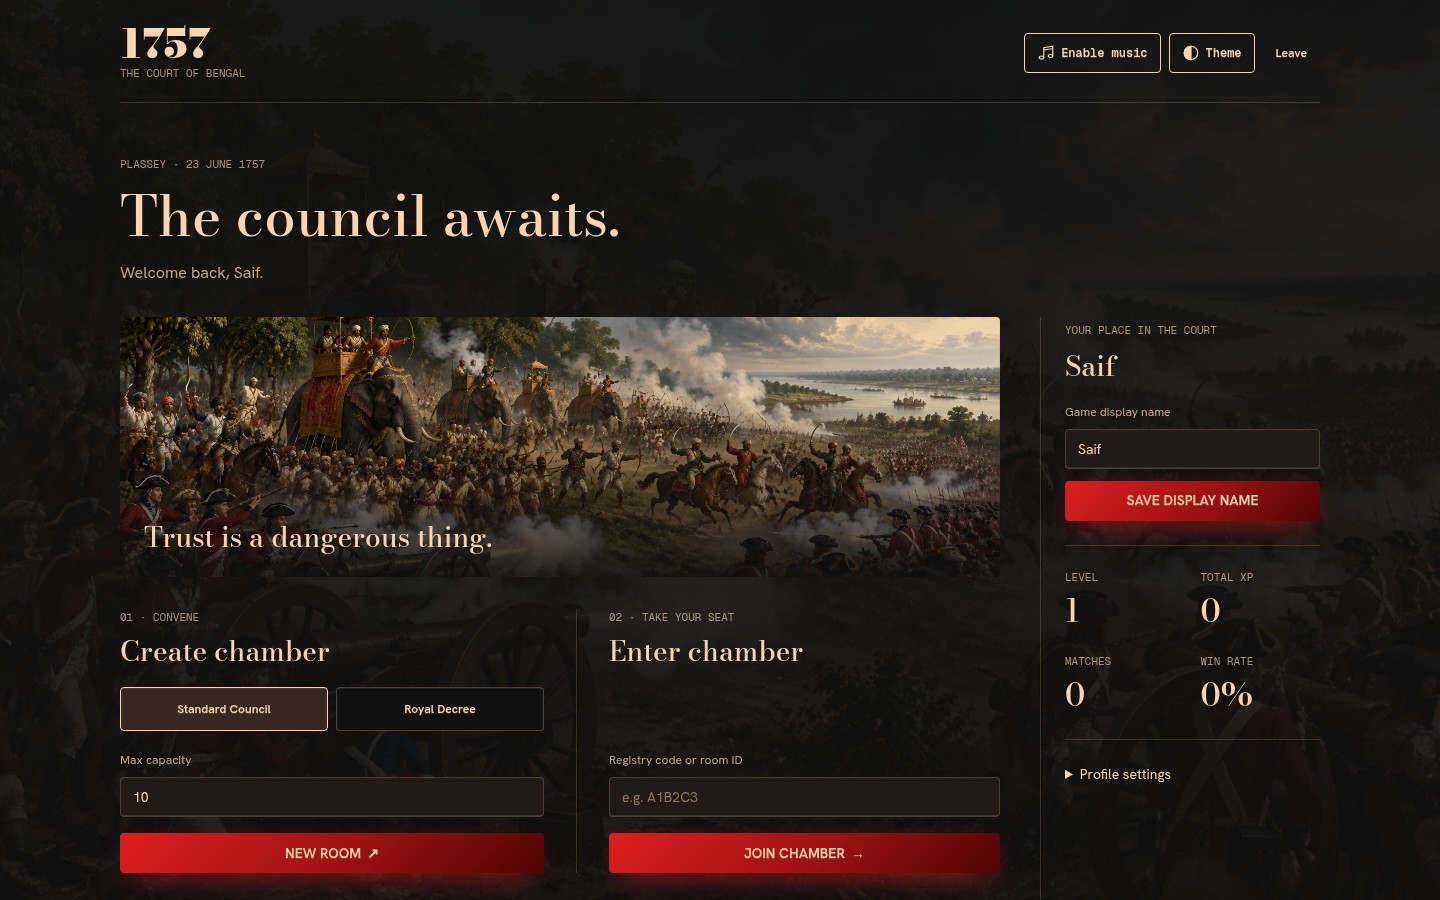 1757
THE COURT OF BENGAL
Enable music
Theme
Leave
PLASSEY · 23 JUNE 1757
The council awaits.
Welcome back, Saif.
Trust is a dangerous thing.
YOUR PLACE IN THE COURT
Saif
Game display name
Saif
SAVE DISPLAY NAME
LEVEL
TOTAL XP
1
0
MATCHES
WIN RATE
0
0%
▶ Profile settings
01 · CONVENE
Create chamber
Standard Council
Royal Decree
Max capacity
10
NEW ROOM ↗
02 · TAKE YOUR SEAT
Enter chamber
Registry code or room ID
e.g. A1B2C3
JOIN CHAMBER →